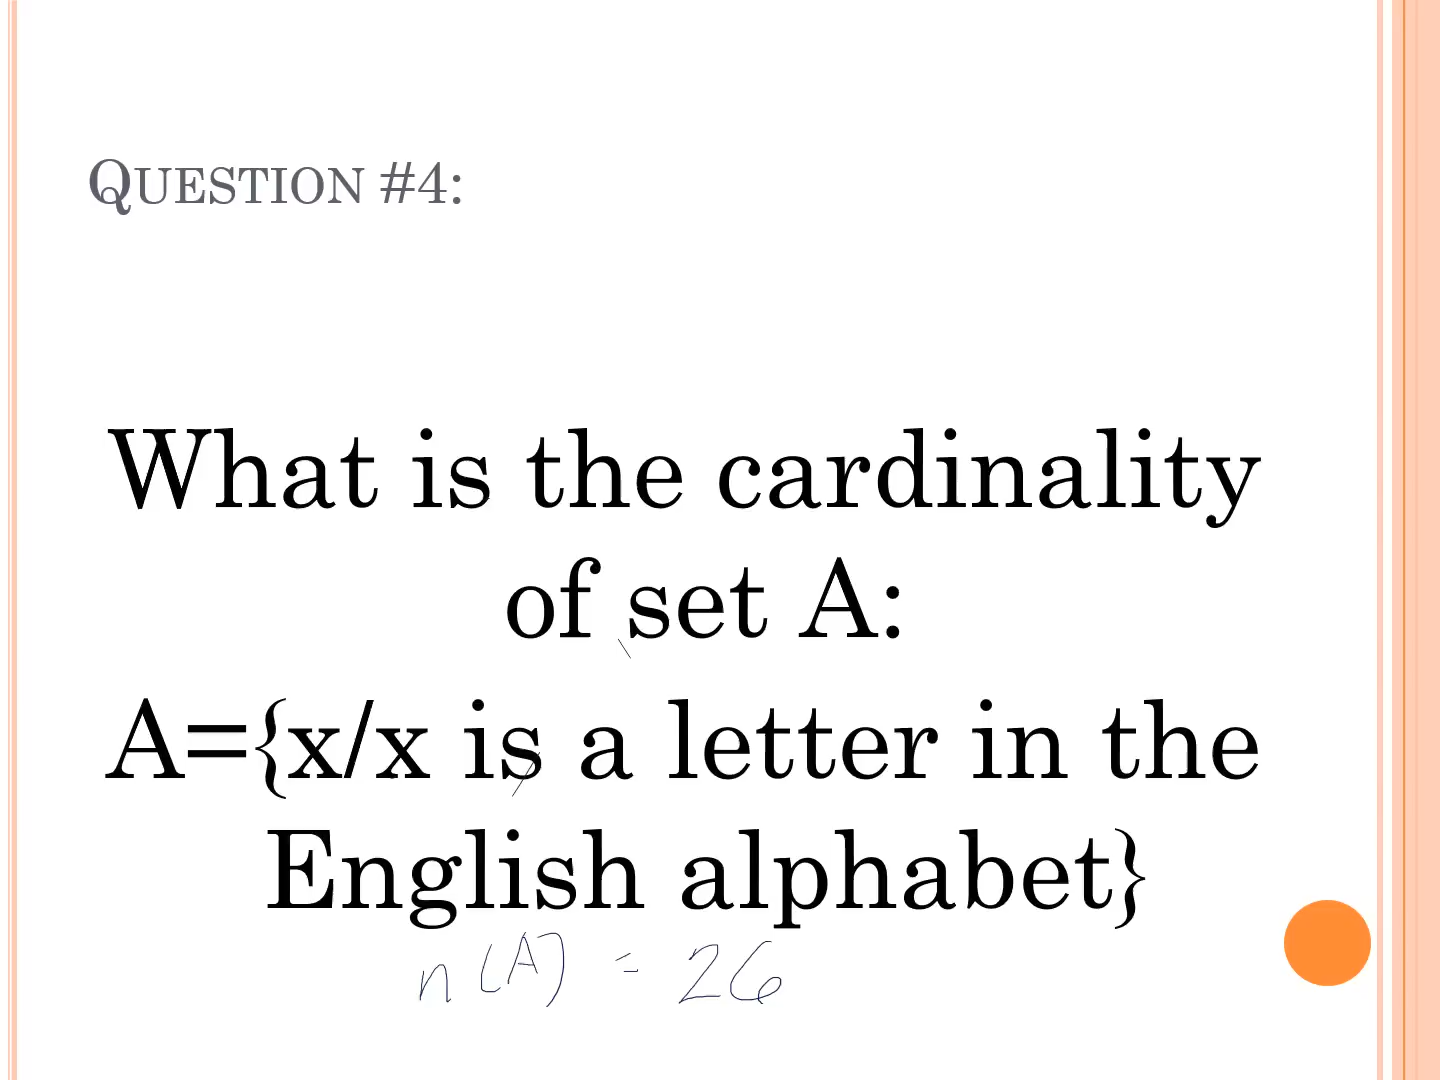 QUESTION #4:
What is the cardinality
of set A:
A={x/x is a letter in the
English alphabet}
n(A) = 26